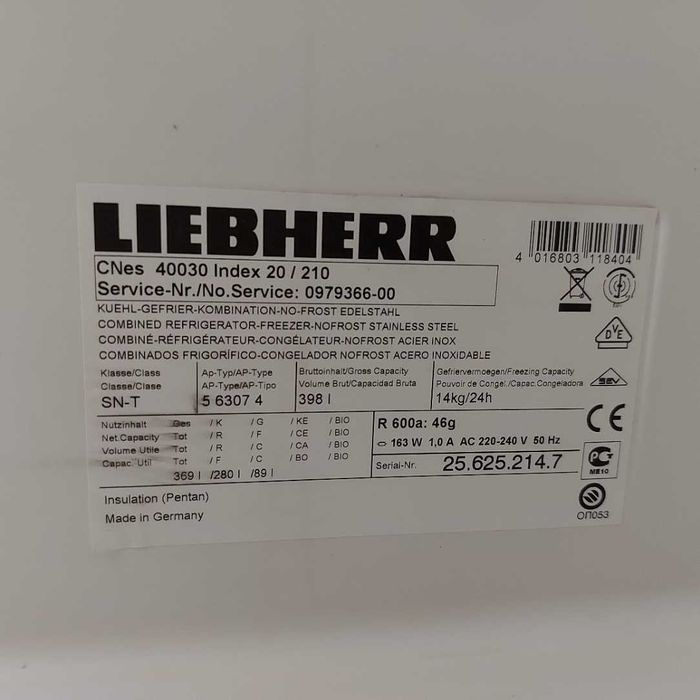 LIEBHERR
4 016803 118404
CNes 40030 Index 20 / 210
Service-Nr./No.Service: 0979366-00
KUEHL-GEFRIER-KOMBINATION-NO-FROST EDELSTAHL
COMBINED REFRIGERATOR-FREEZER-NOFROST STAINLESS STEEL
COMBINÉ-RÉFRIGÉRATEUR-CONGÉLATEUR-NOFROST ACIER INOX
COMBINADOS FRIGORÍFICO-CONGELADOR NOFROST ACERO INOXIDABLE
DVE
Klasse/Class Ap-Typ/AP-Type Bruttoinhalt/Gross Capacity Gefriervermoegen/Freezing Capacity
Classe/Clase AP-Type/AP-Tipo Volume Brut/Capacidad Bruta Pouvoir de Congel./Capac.Congeladora
SN-T 5 6307 4 398 l 14kg/24h
SEV
CE
Nutzinhalt Ges / K / G / KE / BIO
Net.Capacity Tot / R / F / CE / BIO
Volume Utile Tot / R / C / CA / BIO
Capac. Util Tot / F / C / BO / BIO
369 l /280 l /89 l
R 600a: 46g
163 W 1,0 A AC 220-240 V 50 Hz
Serial-Nr. 25.625.214.7
ME10
Insulation (Pentan)
Made in Germany
ОП053